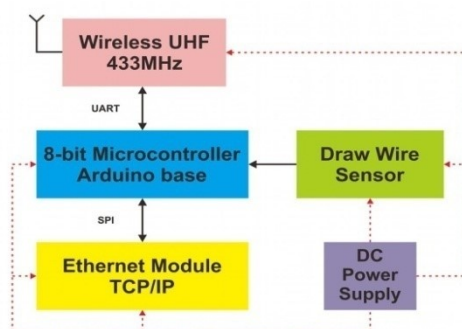 Wireless UHF
433MHz
UART
8-bit Microcontroller
Arduino base
Draw Wire
Sensor
SPI
Ethernet Module
TCP/IP
DC
Power
Supply